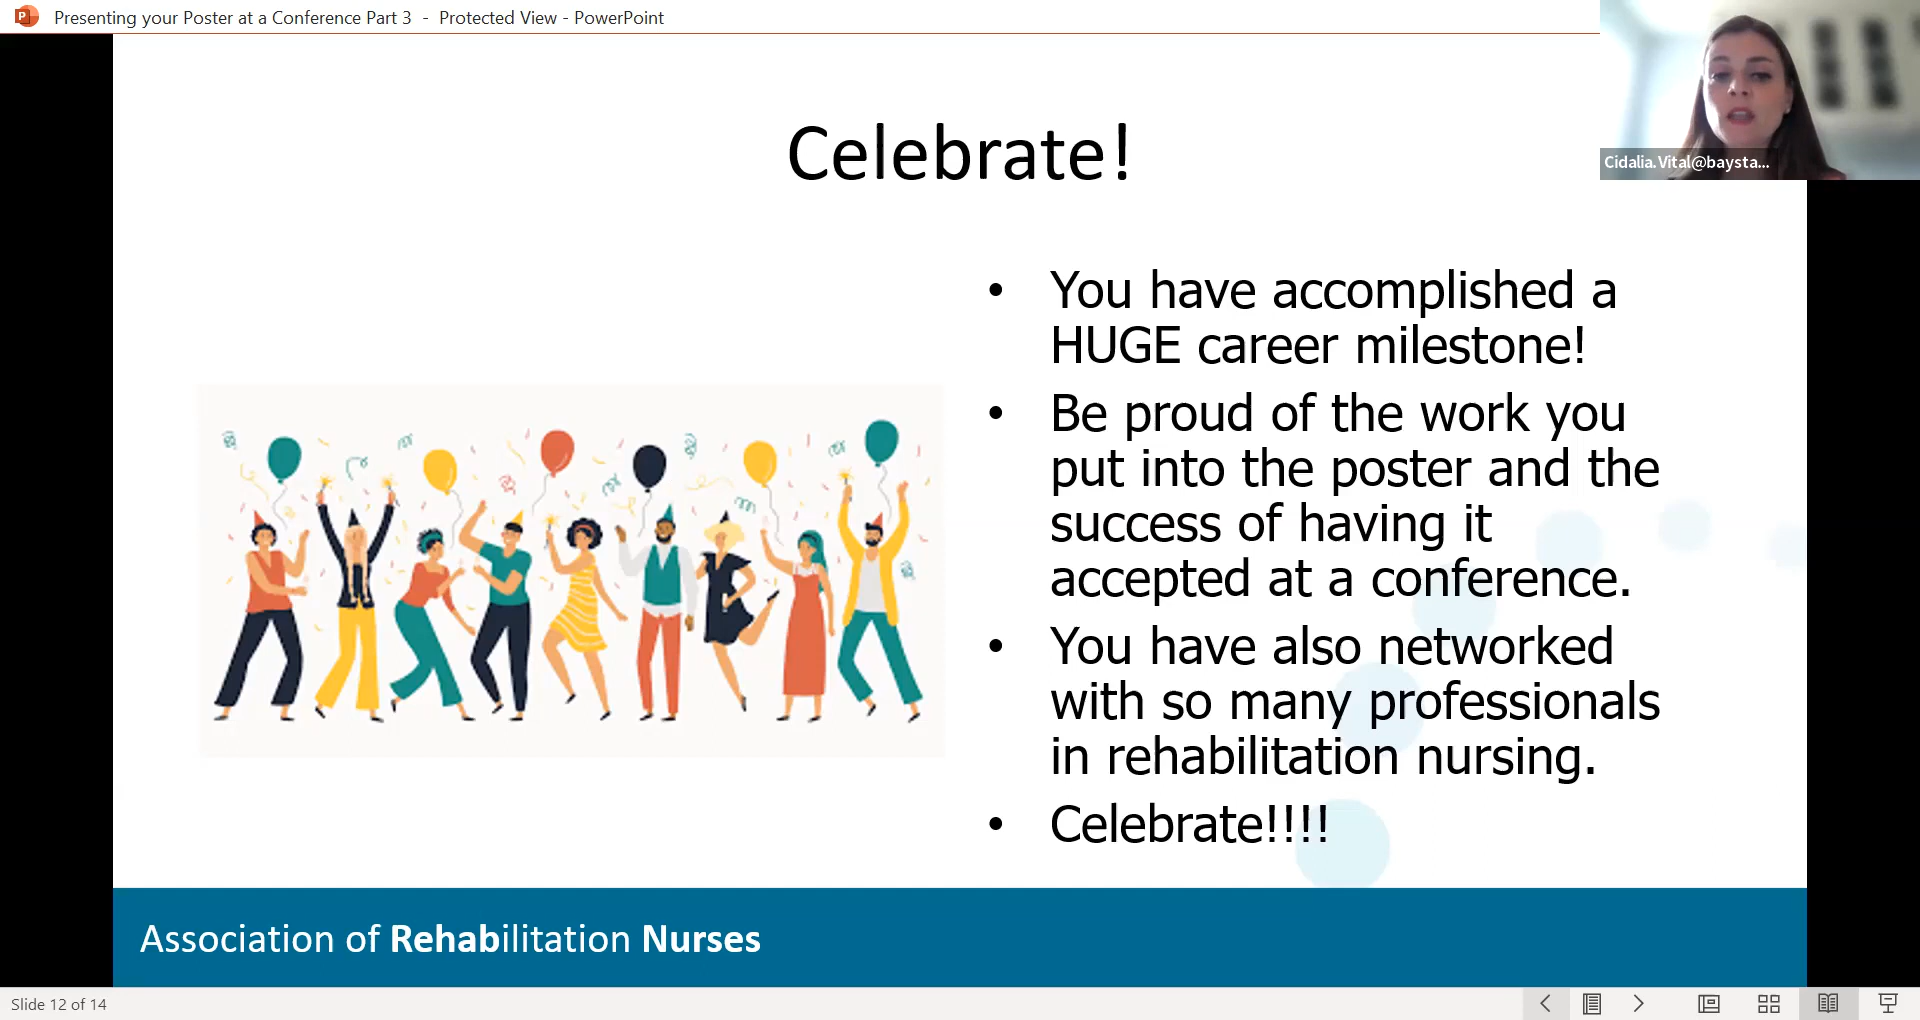 Presenting your Poster at a Conference Part 3 - Protected View - PowerPoint
Cidalia.Vital@baysta...
Celebrate!
• You have accomplished a
HUGE career milestone!
• Be proud of the work you
put into the poster and the
success of having it
accepted at a conference.
• You have also networked
with so many professionals
in rehabilitation nursing.
• Celebrate!!!!
Association of Rehabilitation Nurses
Slide 12 of 14